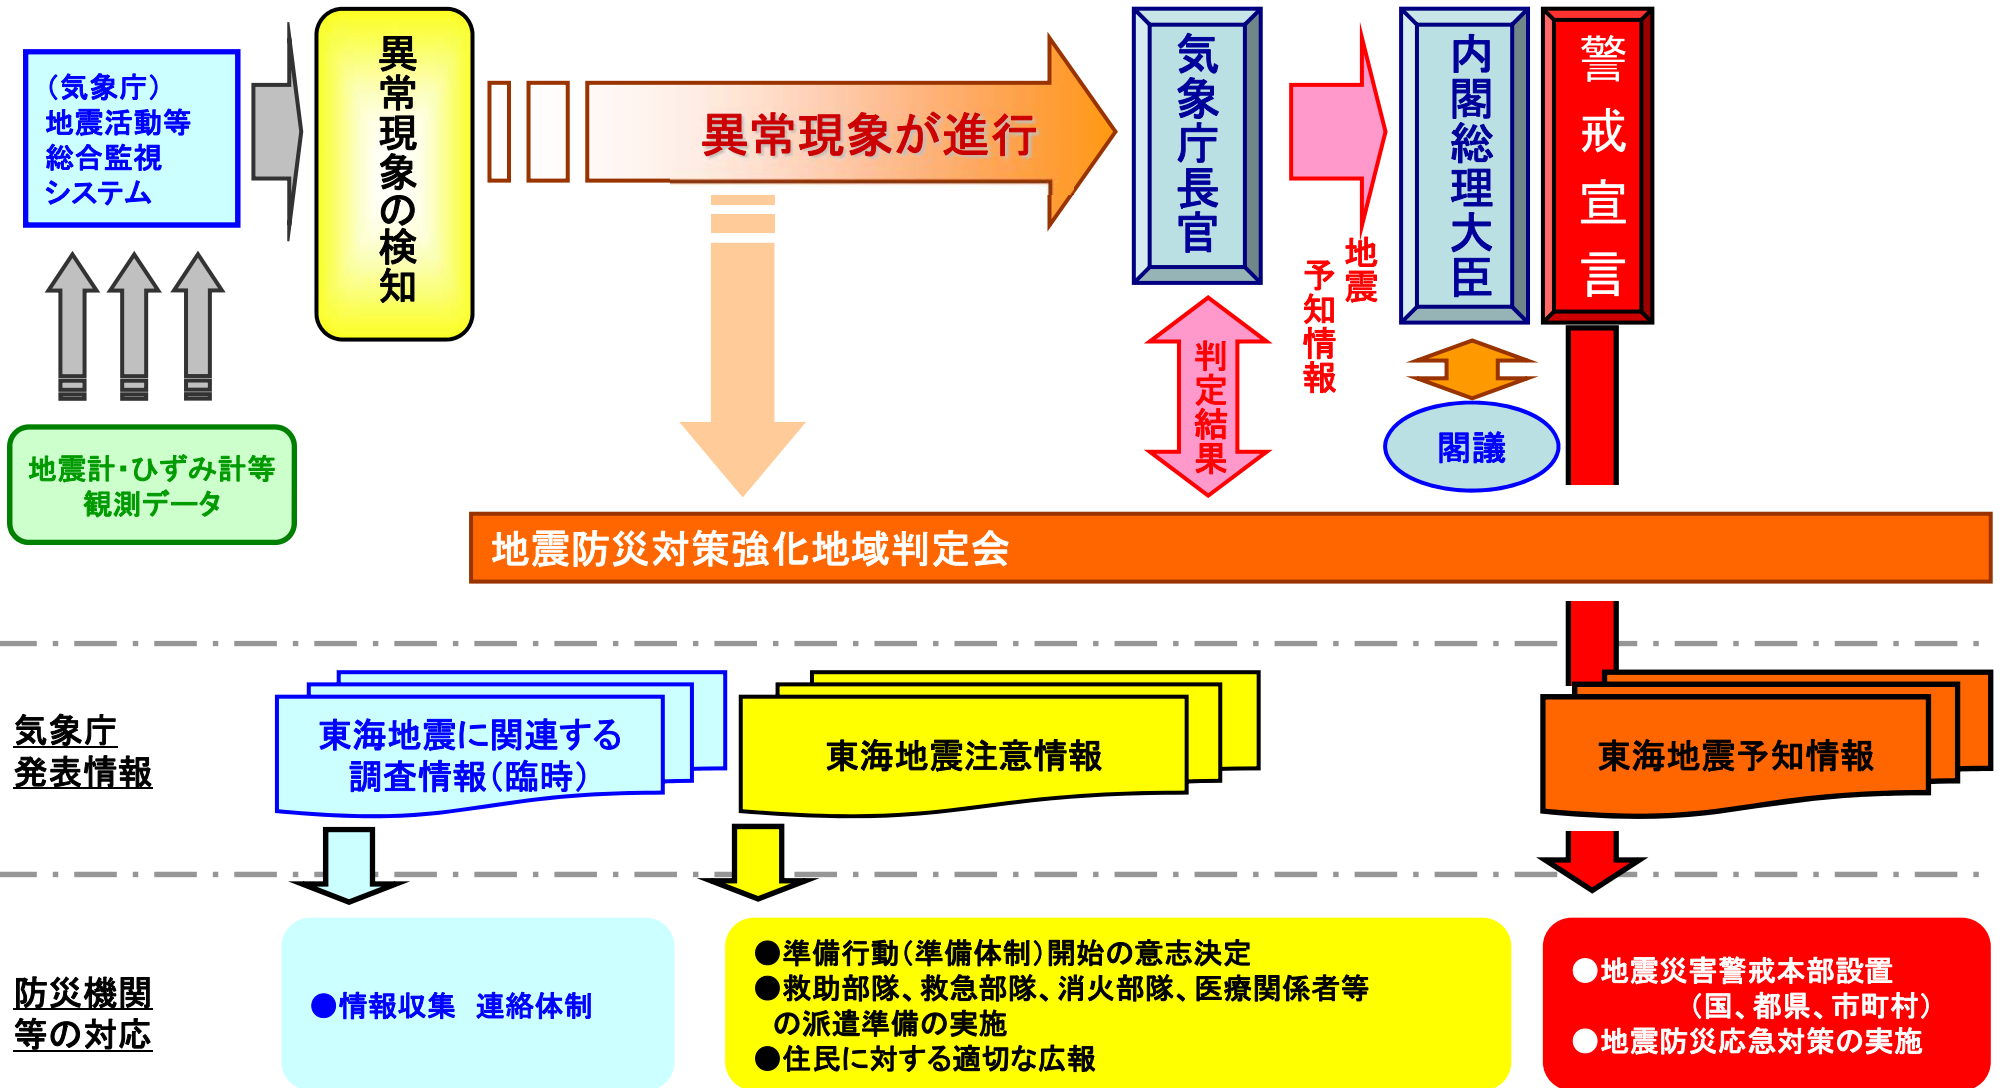 （気象庁）
地震活動等
総合監視
システム
異常現象の検知
異常現象が進行
気象庁長官
地震
予知情報
内閣総理大臣
警戒宣言
判定結果
閣議
地震計・ひずみ計等
観測データ
地震防災対策強化地域判定会
気象庁
発表情報
東海地震に関連する
調査情報（臨時）
東海地震注意情報
東海地震予知情報
防災機関
等の対応
●情報収集　連絡体制
●準備行動（準備体制）開始の意志決定
●救助部隊、救急部隊、消火部隊、医療関係者等
の派遣準備の実施
●住民に対する適切な広報
●地震災害警戒本部設置
（国、都県、市町村）
●地震防災応急対策の実施